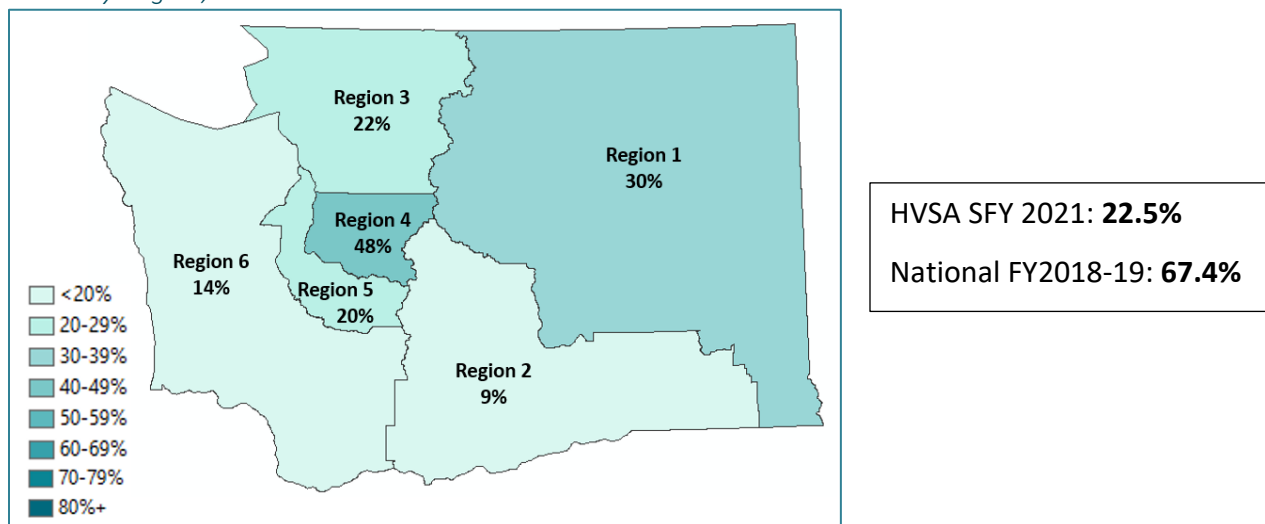 Region 3
22%
Region 1
30%
Region 4
48%
Region 6
14%
Region 5
20%
Region 2
9%
<20%
20-29%
30-39%
40-49%
50-59%
60-69%
70-79%
80%+
HVSA SFY 2021: 22.5%
National FY2018-19: 67.4%